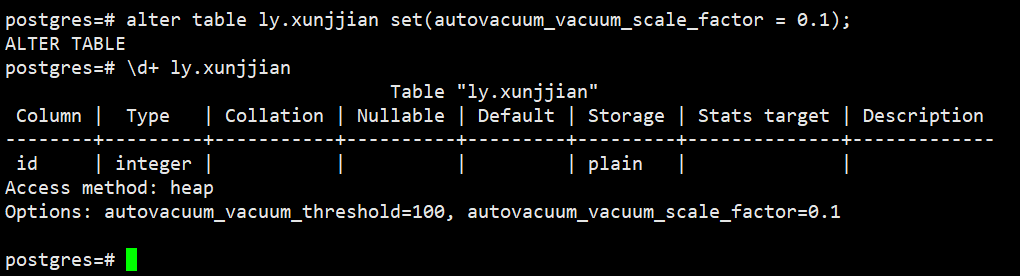 postgres=# alter table ly.xunjjian set(autovacuum_vacuum_scale_factor = 0.1);
ALTER TABLE
postgres=# \d+ ly.xunjjian
                                  Table "ly.xunjjian"
 Column |  Type   | Collation | Nullable | Default | Storage | Stats target | Description
--------+---------+-----------+----------+---------+---------+--------------+-------------
 id     | integer |           |          |         | plain   |              |
Access method: heap
Options: autovacuum_vacuum_threshold=100, autovacuum_vacuum_scale_factor=0.1
postgres=#